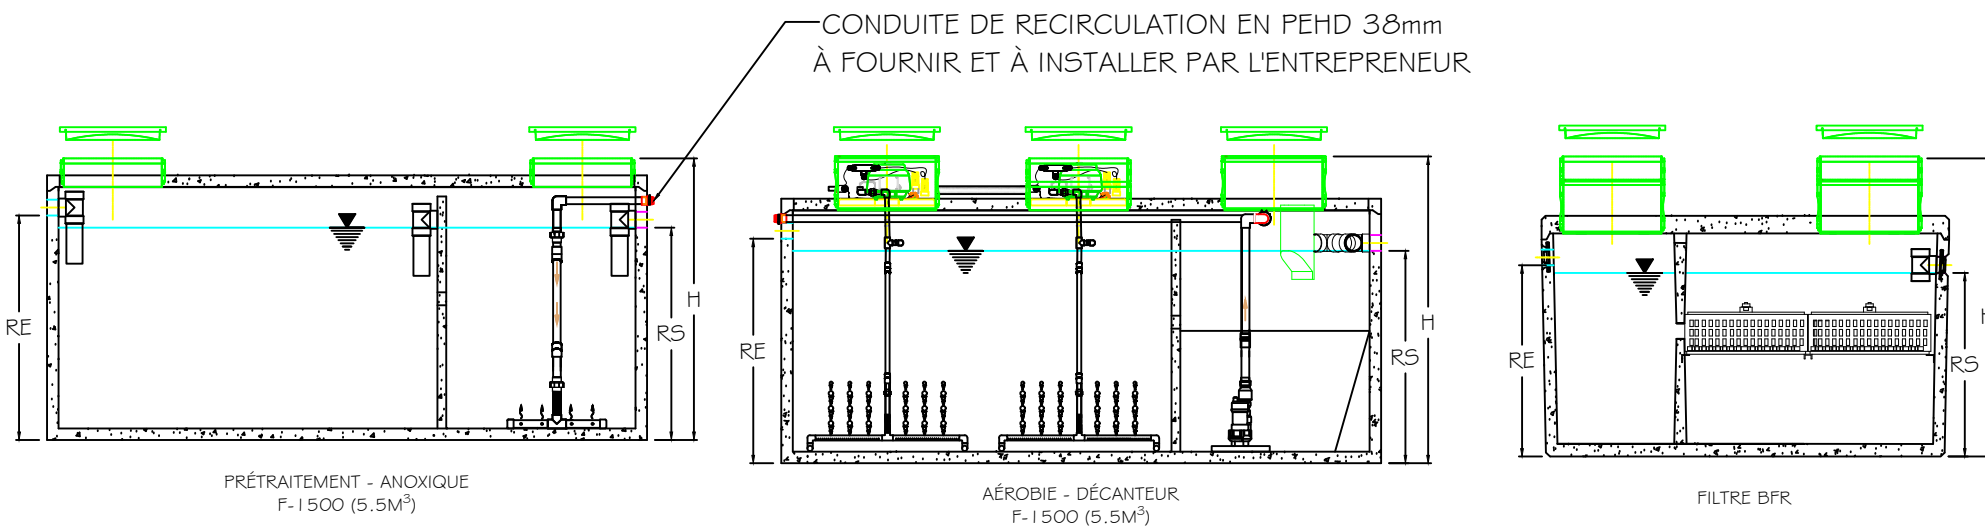 CONDUITE DE RECIRCULATION EN PEHD 38mm
À FOURNIR ET À INSTALLER PAR L'ENTREPRENEUR
RE
H
RS
RE
H
RS
RE
H
RS
PRÉTRAITEMENT - ANOXIQUE
F-1500 (5.5M³)
AÉROBIE - DÉCANTEUR
F-1500 (5.5M³)
FILTRE BFR